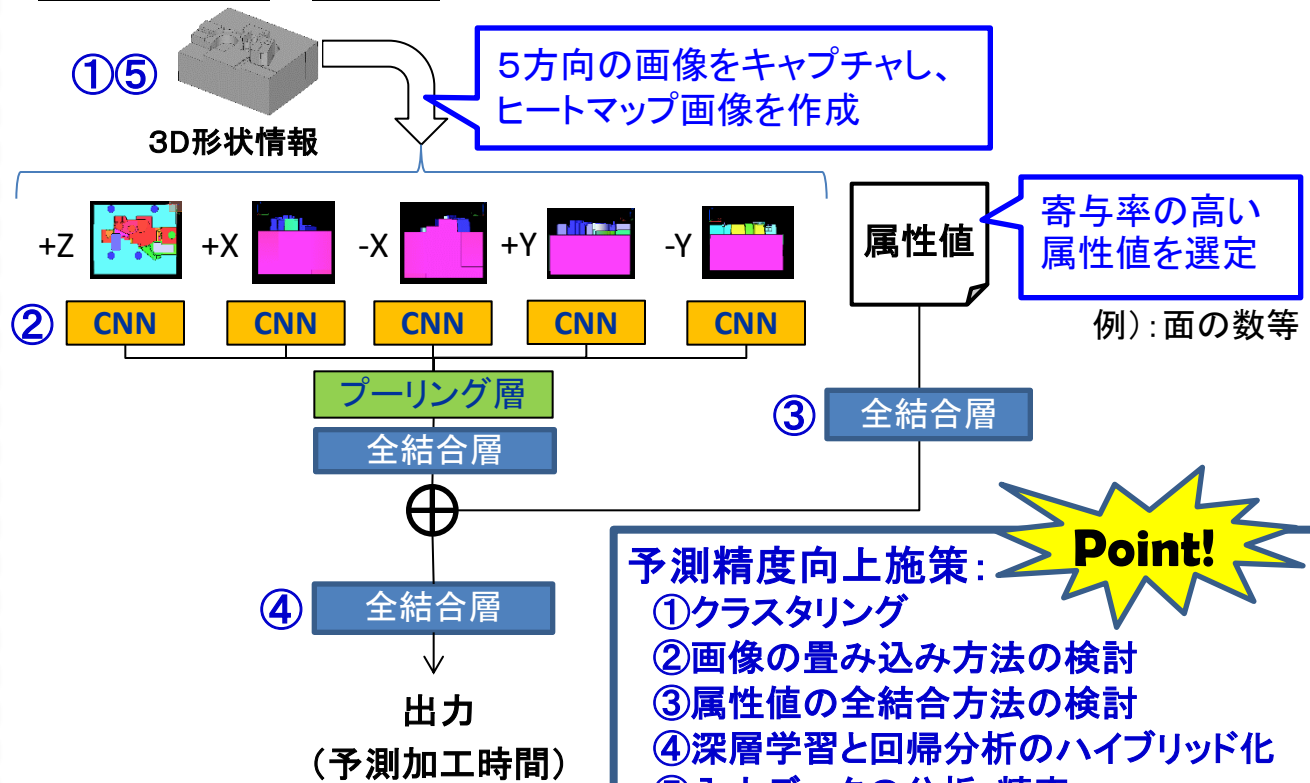 ①⑤
3D形状情報
5方向の画像をキャプチャし、
ヒートマップ画像を作成
+Z
+X
-X
+Y
-Y
属性値
寄与率の高い
属性値を選定
例）：面の数等
②
CNN
CNN
CNN
CNN
CNN
プーリング層
全結合層
③
全結合層
Point!
④
全結合層
出力
（予測加工時間）
予測精度向上施策：
①クラスタリング
②画像の畳み込み方法の検討
③属性値の全結合方法の検討
④深層学習と回帰分析のハイブリッド化